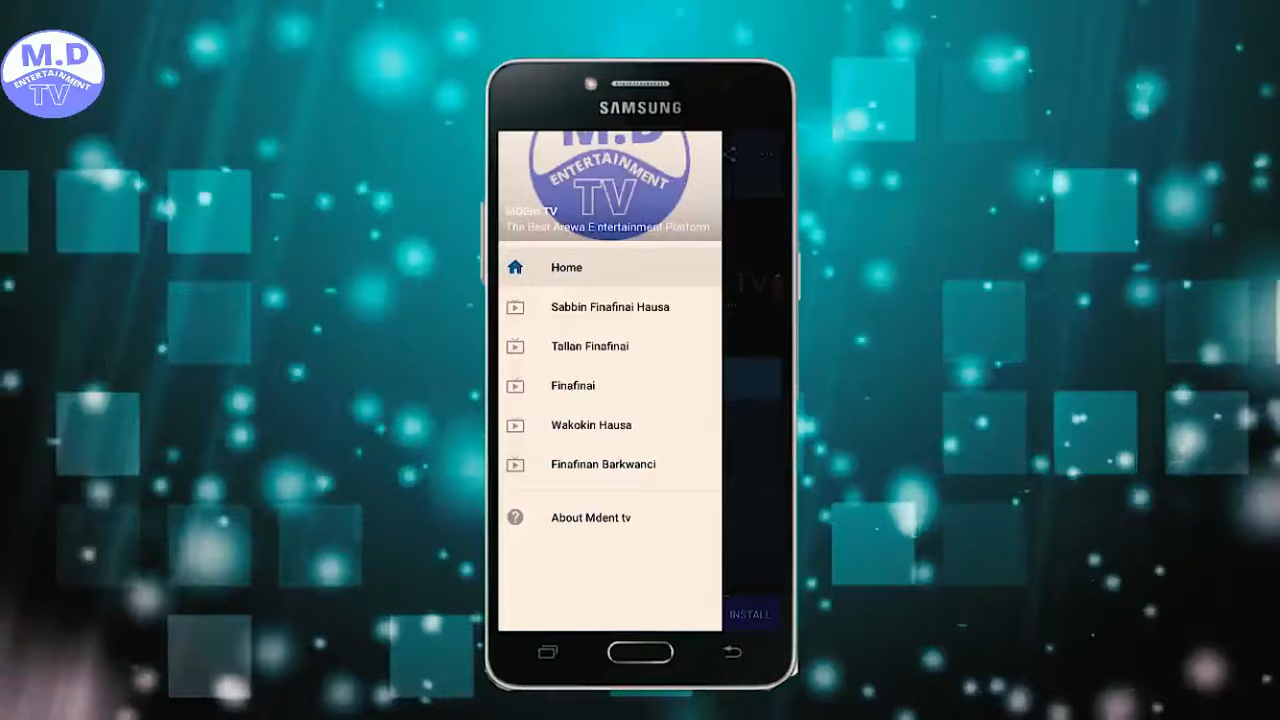 M.D
ENTERTAINMENT
TV
SAMSUNG
M.D
ENTERTAINMENT
TV
MDEnt TV
The Best Arewa Entertainment Platform
Home
Sabbin Finafinai Hausa
Tallan Finafinai
Finafinai
Wakokin Hausa
Finafinan Barkwanci
About Mdent tv
TV
INSTALL